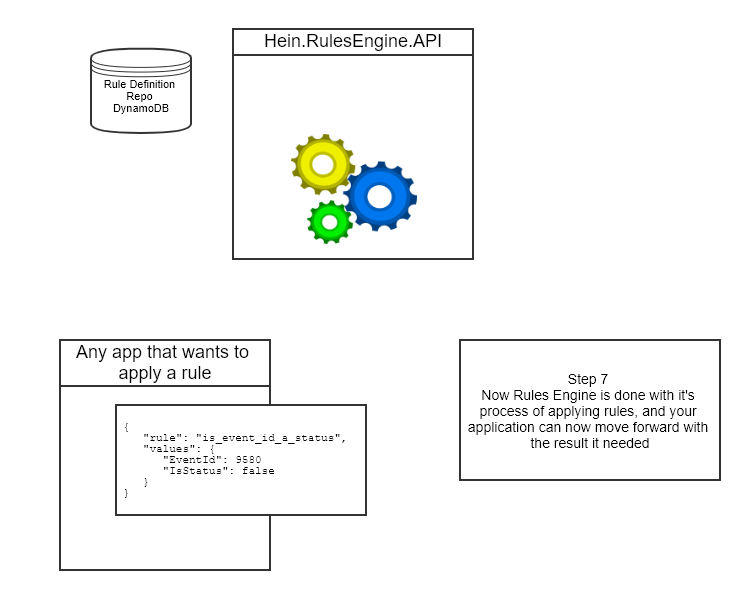 Hein.RulesEngine.API
Rule Definition
Repo
DynamoDB
Any app that wants to
apply a rule
{
"rule": "is_event_id_a_status",
"values": {
"EventId": 9580
"IsStatus": false
}
}
Step 7
Now Rules Engine is done with it's
process of applying rules, and your
application can now move forward with
the result it needed